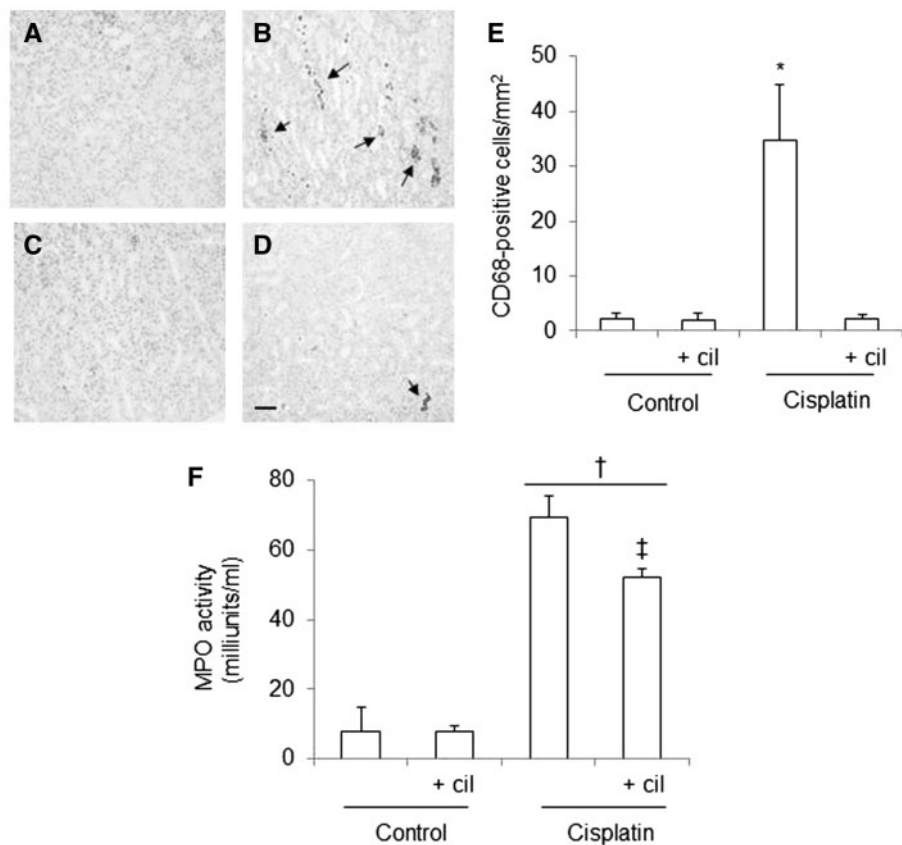 A
B
C
D
E
50
40
30
20
10
0
CD68-positive cells/mm²
*
+ cil
+ cil
Control
Cisplatin
F
80
60
40
20
0
MPO activity
(milliunits/ml)
†
‡
+ cil
+ cil
Control
Cisplatin